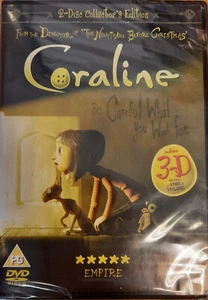 2-Disc Collector's Edition
From the Director of 'The Nightmare Before Christmas'
Coraline
Be Careful What
You Wish For
3-D
PG
DVD
VIDEO
★★★★★
EMPIRE